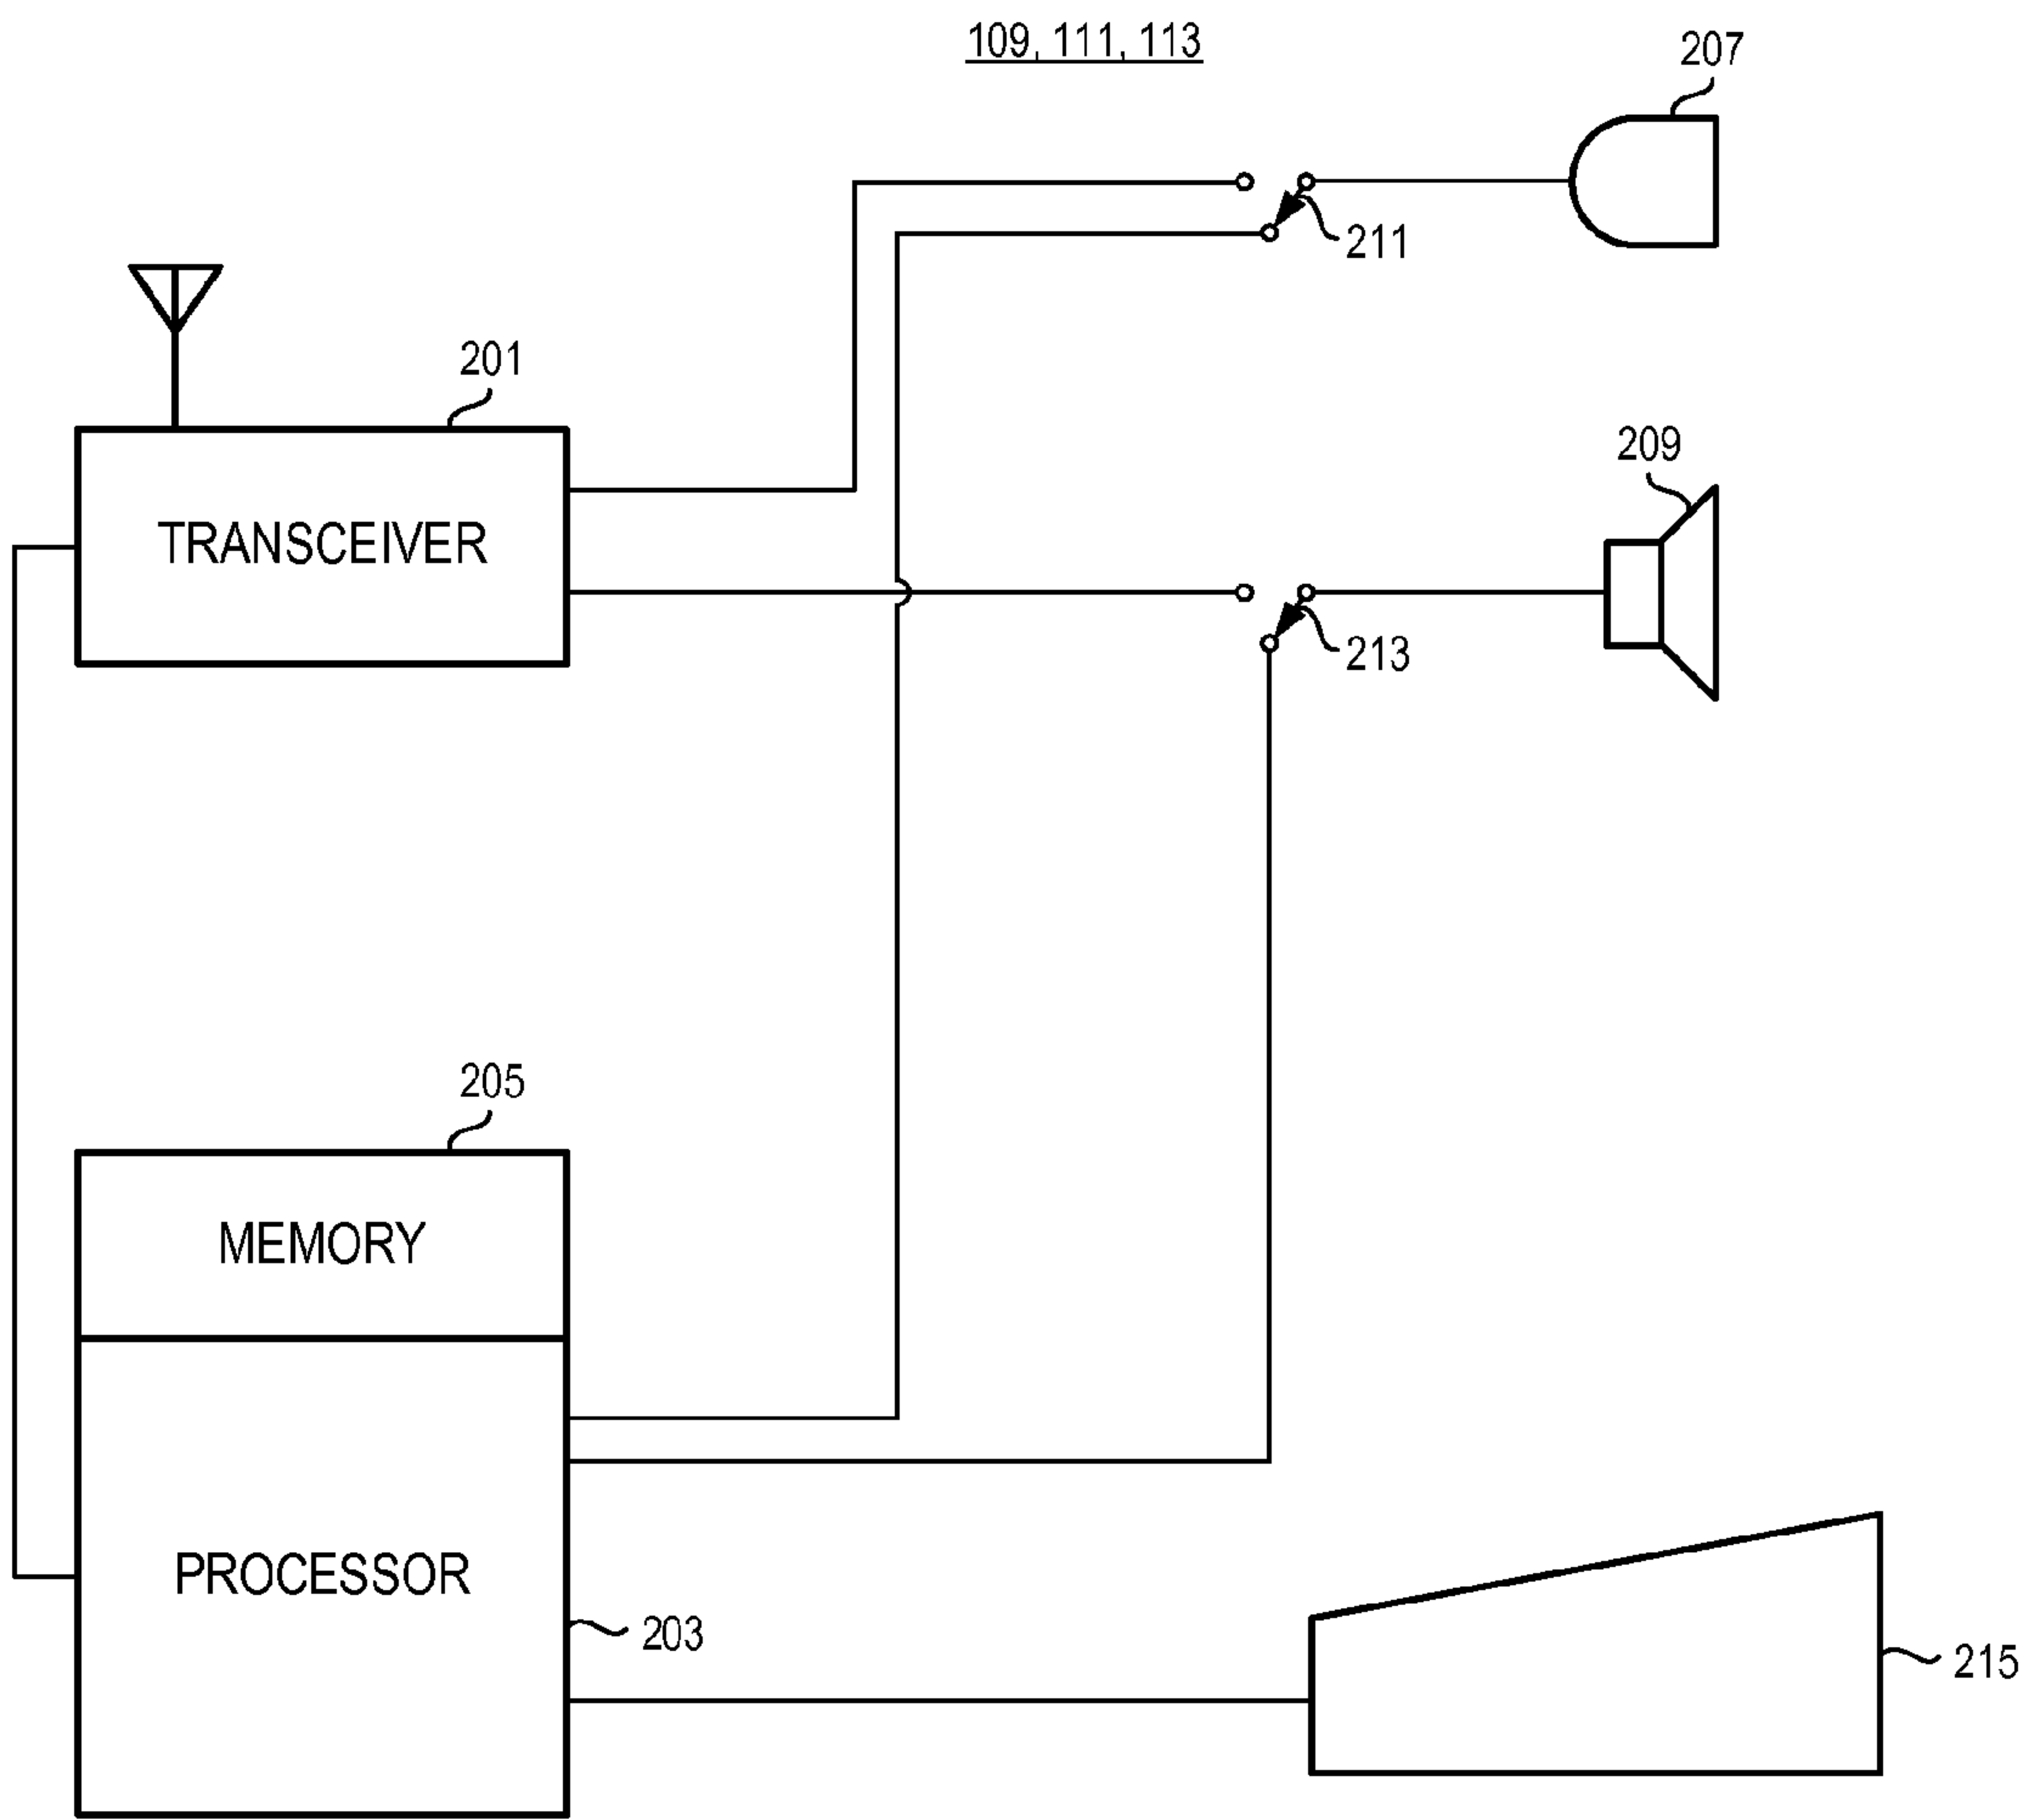 109, 111, 113
207
211
201
TRANSCEIVER
209
213
205
MEMORY
PROCESSOR
203
215